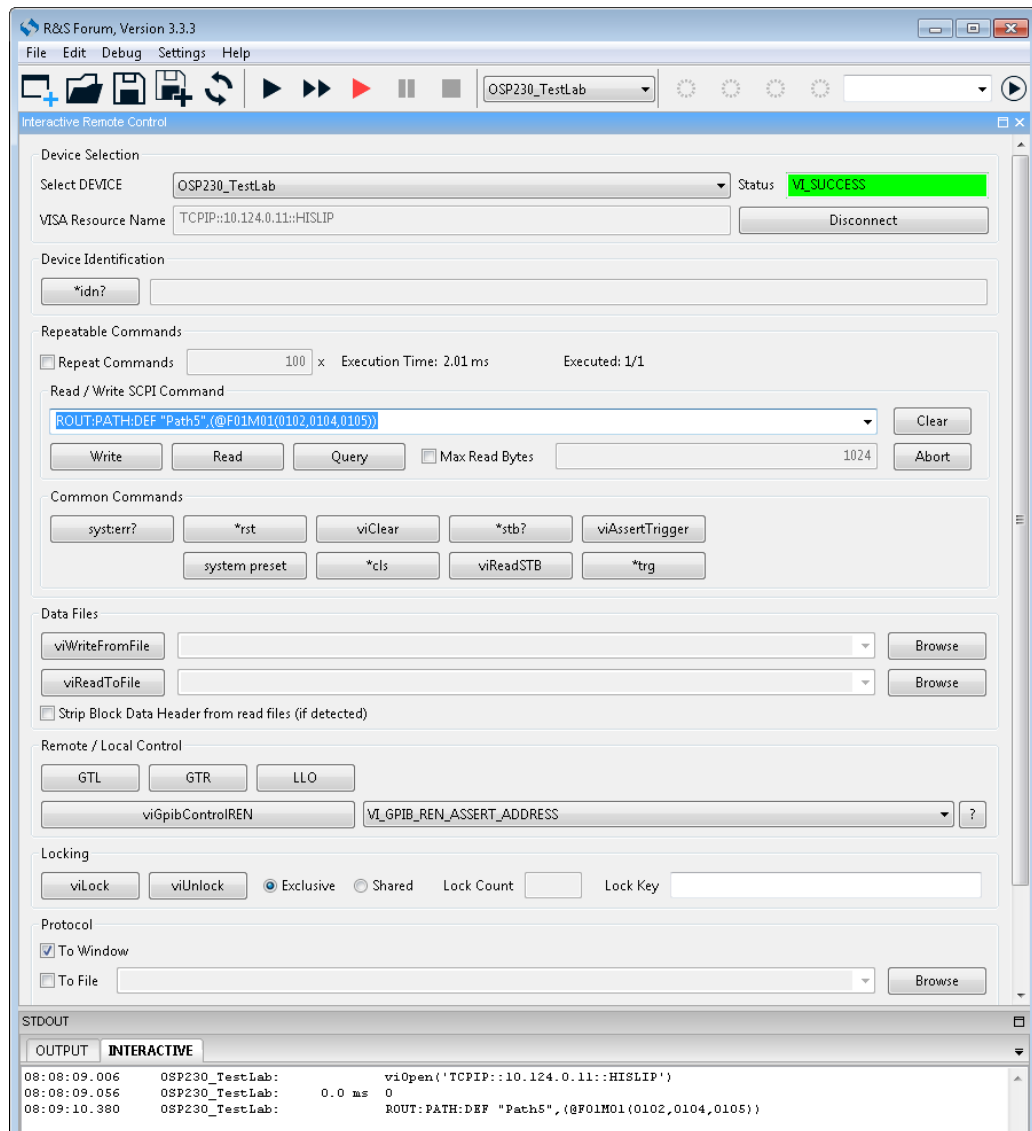 R&S Forum, Version 3.3.3
File Edit Debug Settings Help
OSP230_TestLab
Interactive Remote Control
Device Selection
Select DEVICE OSP230_TestLab Status VI_SUCCESS
VISA Resource Name TCPIP::10.124.0.11::HISLIP Disconnect
Device Identification
*idn?
Repeatable Commands
Repeat Commands 100 x Execution Time: 2.01 ms Executed: 1/1
Read / Write SCPI Command
ROUT:PATH:DEF "Path5",(@F01M01(0102,0104,0105)) Clear
Write Read Query Max Read Bytes 1024 Abort
Common Commands
syst:err? *rst viClear *stb? viAssertTrigger
system preset *cls viReadSTB *trg
Data Files
viWriteFromFile Browse
viReadToFile Browse
Strip Block Data Header from read files (if detected)
Remote / Local Control
GTL GTR LLO
viGpibControlREN VI_GPIB_REN_ASSERT_ADDRESS ?
Locking
viLock viUnlock Exclusive Shared Lock Count Lock Key
Protocol
To Window
To File Browse
STDOUT
OUTPUT INTERACTIVE
08:08:09.006 OSP230_TestLab: viOpen('TCPIP::10.124.0.11::HISLIP')
08:08:09.056 OSP230_TestLab: 0.0 ms 0
08:09:10.380 OSP230_TestLab: ROUT:PATH:DEF "Path5",(@F01M01(0102,0104,0105))